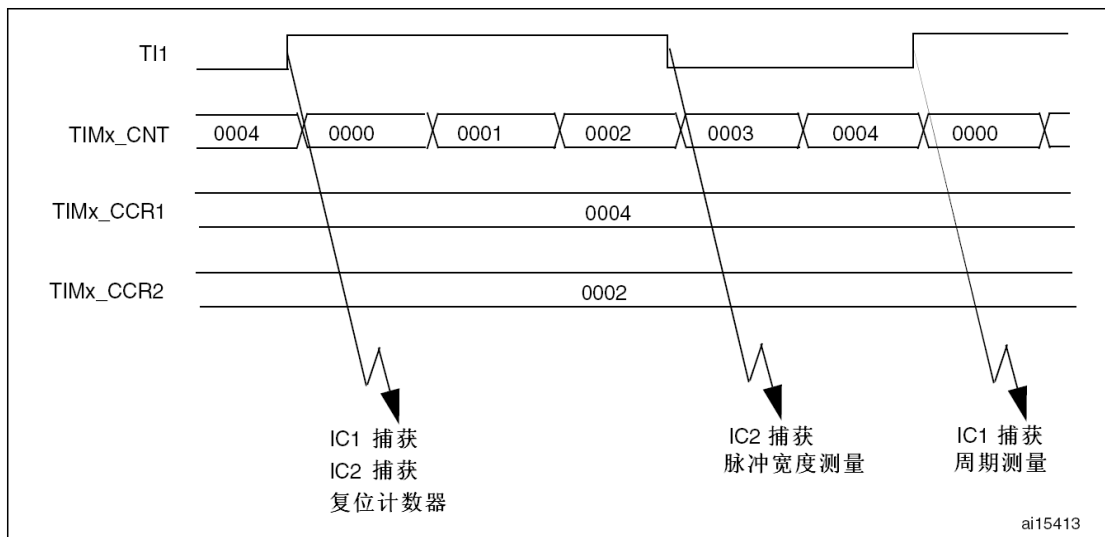 TI1
TIMx_CNT
0004 0000 0001 0002 0003 0004 0000
TIMx_CCR1
0004
TIMx_CCR2
0002
IC1 捕获
IC2 捕获
复位计数器
IC2 捕获
脉冲宽度测量
IC1 捕获
周期测量
ai15413